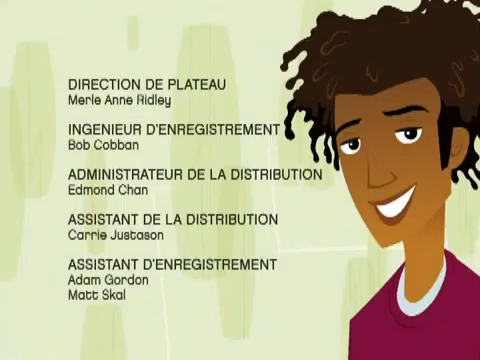 DIRECTION DE PLATEAU
Merle Anne Ridley
INGENIEUR D'ENREGISTREMENT
Bob Cobban
ADMINISTRATEUR DE LA DISTRIBUTION
Edmond Chan
ASSISTANT DE LA DISTRIBUTION
Carrie Justason
ASSISTANT D'ENREGISTREMENT
Adam Gordon
Matt Skal